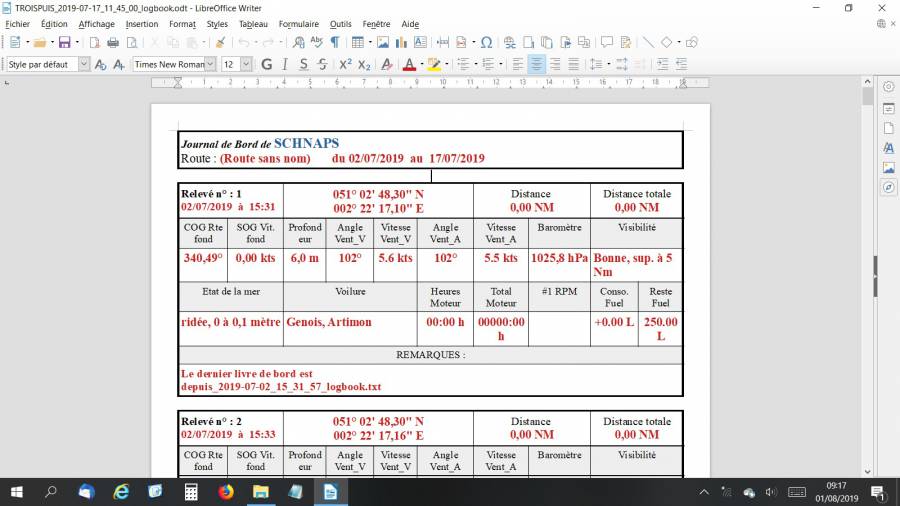 TROISPUIS_2019-07-17_11_45_00_logbook.odt - LibreOffice Writer
Fichier Édition Affichage Insertion Format Styles Tableau Formulaire Outils Fenêtre Aide
Style par défaut Times New Roman 12
Journal de Bord de SCHNAPS
Route : (Route sans nom) du 02/07/2019 au 17/07/2019
Relevé n° : 1
02/07/2019 à 15:31
051° 02' 48,30" N
002° 22' 17,10" E
Distance
0,00 NM
Distance totale
0,00 NM
COG Rte fond
SOG Vit. fond
Profond eur
Angle Vent_V
Vitesse Vent_V
Angle Vent_A
Vitesse Vent_A
Baromètre
Visibilité
340,49° 0,00 kts 6,0 m 102° 5.6 kts 102° 5.5 kts 1025,8 hPa Bonne, sup. à 5
Nm
Etat de la mer
Voilure
Heures Moteur
Total Moteur
#1 RPM
Conso. Fuel
Reste Fuel
ridée, 0 à 0,1 mètre Genois, Artimon 00:00 h 00000:00 +0.00 L 250.00
h L
REMARQUES :
Le dernier livre de bord est
depuis_2019-07-02_15_31_57_logbook.txt
Relevé n° : 2
02/07/2019 à 15:33
051° 02' 48,30" N
002° 22' 17,16" E
Distance
0,00 NM
Distance totale
0,00 NM
COG Rte fond
SOG Vit. fond
Profond eur
Angle Vent_V
Vitesse Vent_V
Angle Vent_A
Vitesse Vent_A
Baromètre
Visibilité
09:17
01/08/2019